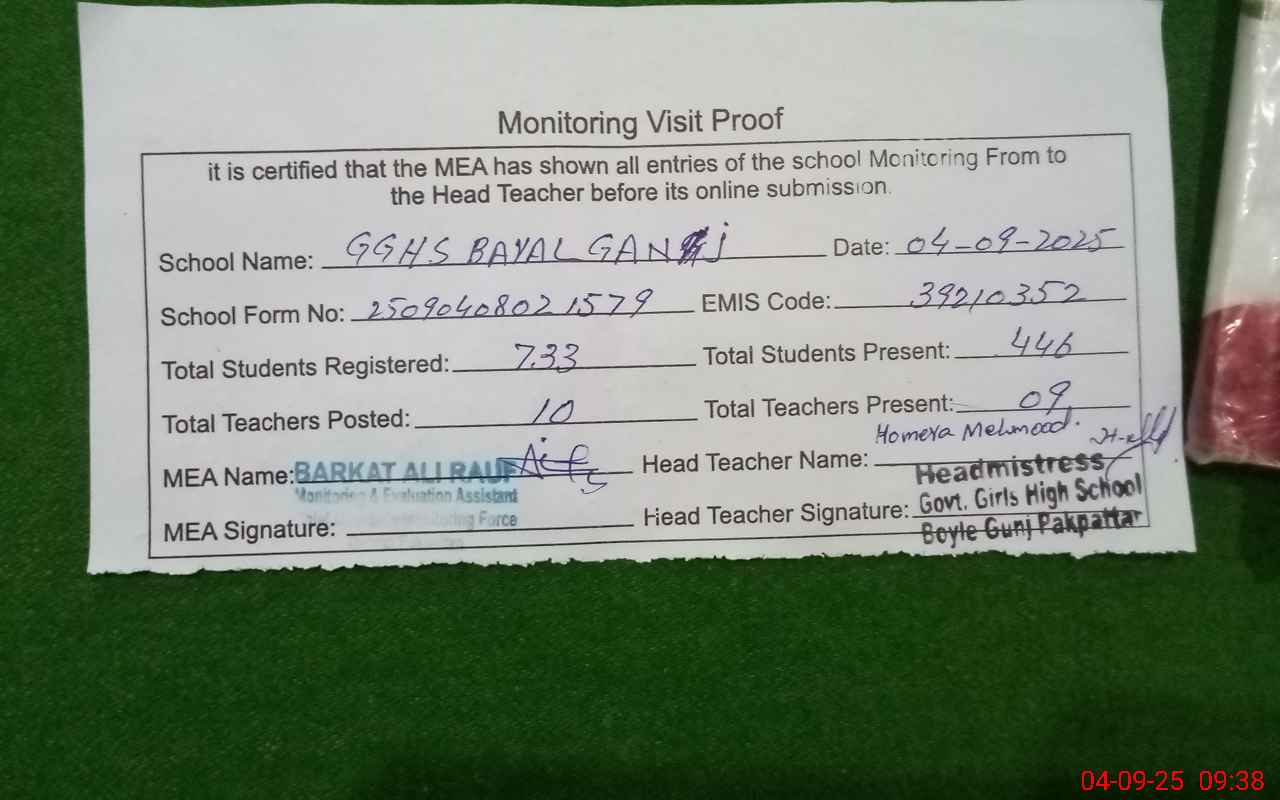 Monitoring Visit Proof
it is certified that the MEA has shown all entries of the school Monitoring From to
the Head Teacher before its online submission.
School Name: GGHS BAYAL GANJ Date: 04-09-2025
School Form No: 25090408021579 EMIS Code: 39210352
Total Students Registered: 733 Total Students Present: 446
Total Teachers Posted: 10 Total Teachers Present: 09
MEA Name: BARKAT ALI RAUF Head Teacher Name: Homera Mehmood.
Monitoring & Evaluation Assistant
Headmistress
MEA Signature: Force Head Teacher Signature: Govt. Girls High School
Boyle Gunj Pakpattan
04-09-25 09:38